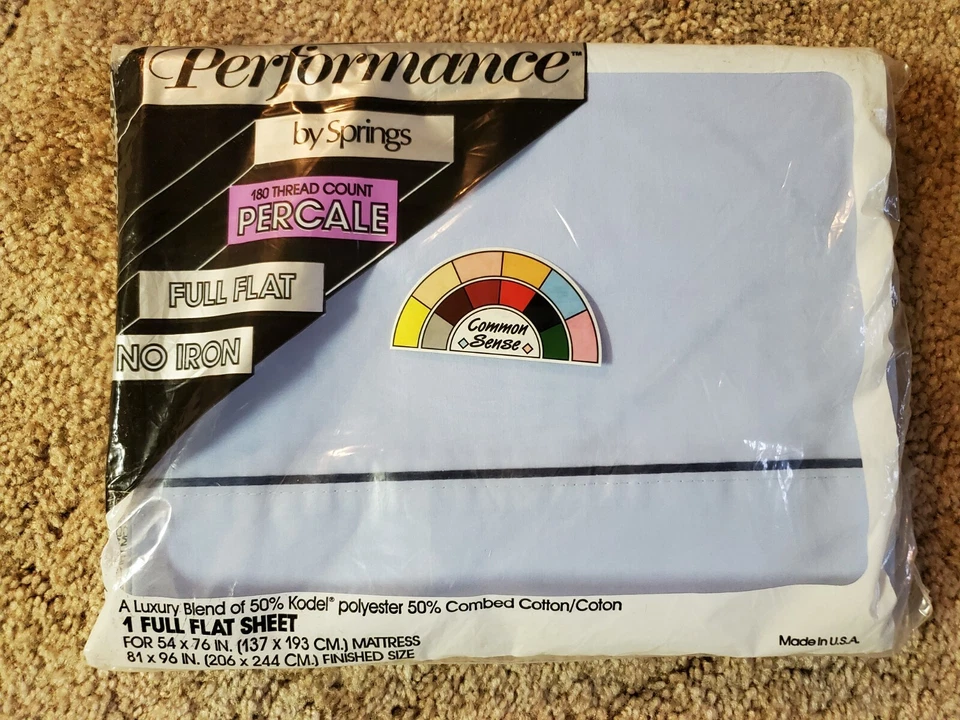 Performance™
by Springs
180 THREAD COUNT
PERCALE
FULL FLAT
NO IRON
Common
Sense
A Luxury Blend of 50% Kodel® polyester 50% Combed Cotton/Coton
1 FULL FLAT SHEET
FOR 54 x 76 IN. (137 x 193 CM.) MATTRESS
81 x 96 IN. (206 x 244 CM.) FINISHED SIZE
Made in U.S.A.